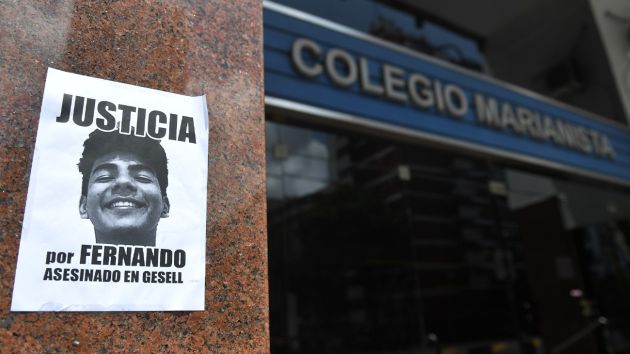 JUSTICIA
por FERNANDO
ASESINADO EN GESELL
COLEGIO MARIANISTA